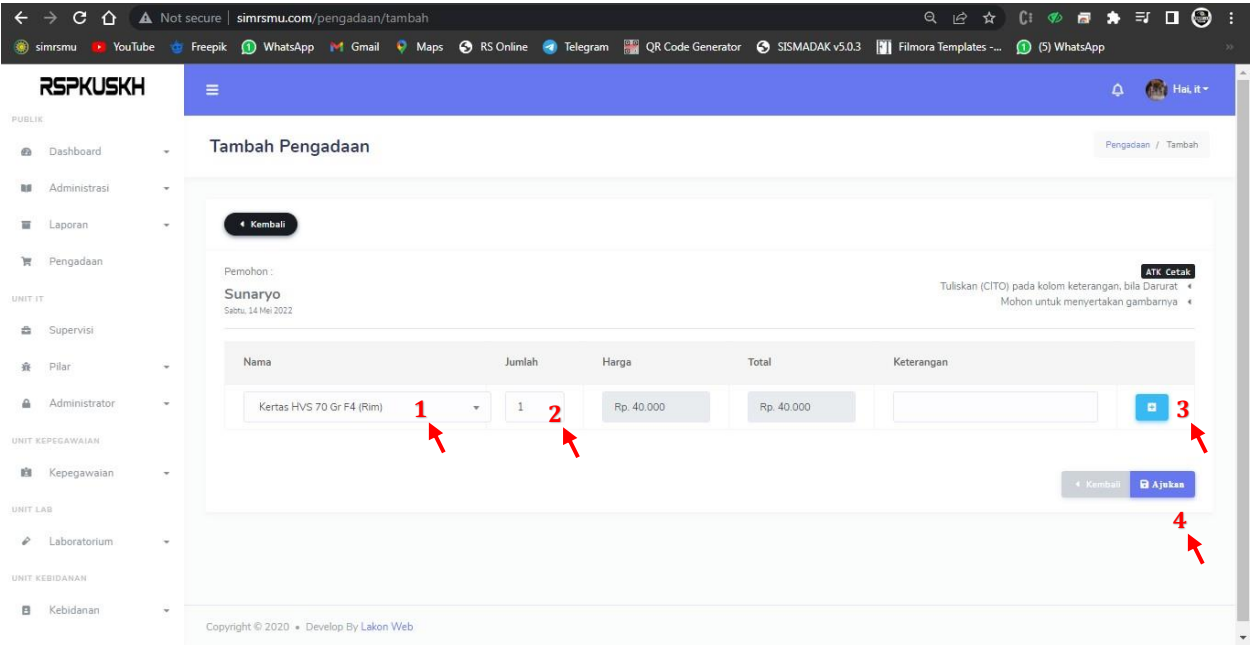 Not secure | simrsmu.com/pengadaan/tambah
simrsmu YouTube Freepik WhatsApp Gmail Maps RS Online Telegram QR Code Generator SISMADAK v5.0.3 Filmora Templates -... (5) WhatsApp
RSPKUSKH
Hai, it
PUBLIK
Dashboard
Administrasi
Laporan
Pengadaan
UNIT IT
Supervisi
Pilar
Administrator
UNIT KEPEGAWAIAN
Kepegawaian
UNIT LAB
Laboratorium
UNIT KEBIDANAN
Kebidanan
Tambah Pengadaan
Pengadaan / Tambah
Kembali
Pemohon :
Sunaryo
Sabtu, 14 Mei 2022
ATK Cetak
Tuliskan (CITO) pada kolom keterangan, bila Darurat
Mohon untuk menyertakan gambarnya
Nama Jumlah Harga Total Keterangan
Kertas HVS 70 Gr F4 (Rim) 1 1 2 Rp. 40.000 Rp. 40.000 3
Kembali Ajukan
4
Copyright © 2020 • Develop By Lakon Web